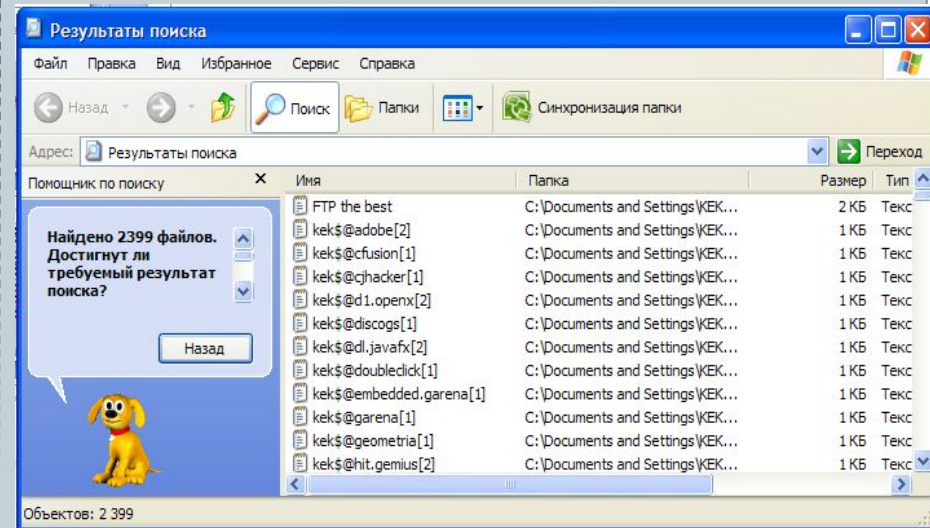 Результаты поиска
Файл Правка Вид Избранное Сервис Справка
Назад Поиск Папки Синхронизация папки
Адрес: Результаты поиска Переход
Помощник по поиску
Найдено 2399 файлов.
Достигнут ли
требуемый результат
поиска?
Назад
Имя Папка Размер Тип
FTP the best C:\Documents and Settings\KEK... 2 КБ Текс
kek$@adobe[2] C:\Documents and Settings\KEK... 1 КБ Текс
kek$@cfusion[1] C:\Documents and Settings\KEK... 1 КБ Текс
kek$@cjhacker[1] C:\Documents and Settings\KEK... 1 КБ Текс
kek$@d1.openx[2] C:\Documents and Settings\KEK... 1 КБ Текс
kek$@discogs[1] C:\Documents and Settings\KEK... 1 КБ Текс
kek$@dl.javafx[2] C:\Documents and Settings\KEK... 1 КБ Текс
kek$@doubleclick[1] C:\Documents and Settings\KEK... 1 КБ Текс
kek$@embedded.garena[1] C:\Documents and Settings\KEK... 1 КБ Текс
kek$@garena[1] C:\Documents and Settings\KEK... 1 КБ Текс
kek$@geometria[1] C:\Documents and Settings\KEK... 1 КБ Текс
kek$@hit.gemius[2] C:\Documents and Settings\KEK... 1 КБ Текс
Объектов: 2 399